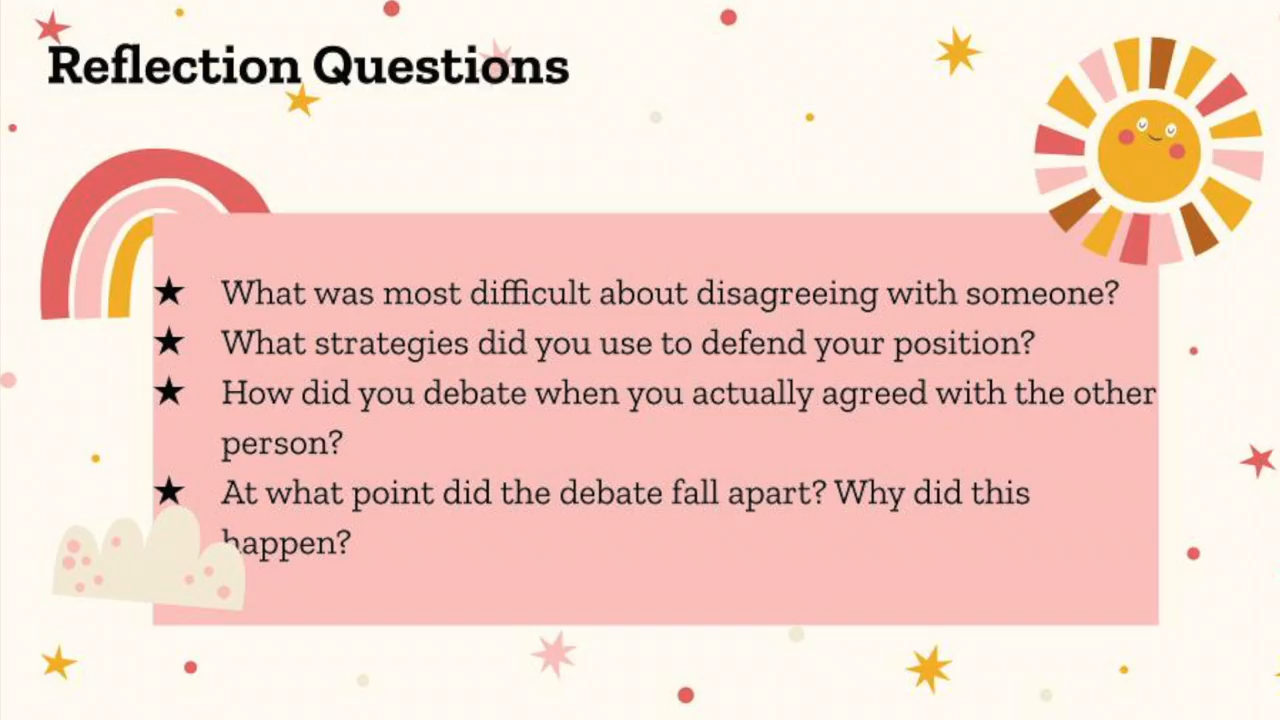 Reflection Questions
★ What was most difficult about disagreeing with someone?
★ What strategies did you use to defend your position?
★ How did you debate when you actually agreed with the other
person?
★ At what point did the debate fall apart? Why did this
happen?